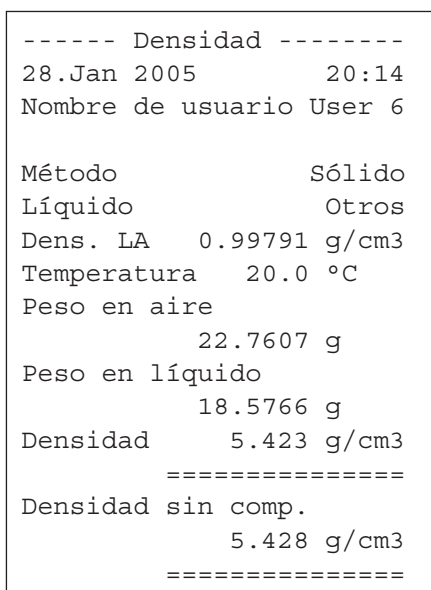 ------ Densidad --------
28.Jan 2005 20:14
Nombre de usuario User 6
Método Sólido
Líquido Otros
Dens. LA 0.99791 g/cm3
Temperatura 20.0 °C
Peso en aire
22.7607 g
Peso en líquido
18.5766 g
Densidad 5.423 g/cm3
===============
Densidad sin comp.
5.428 g/cm3
===============